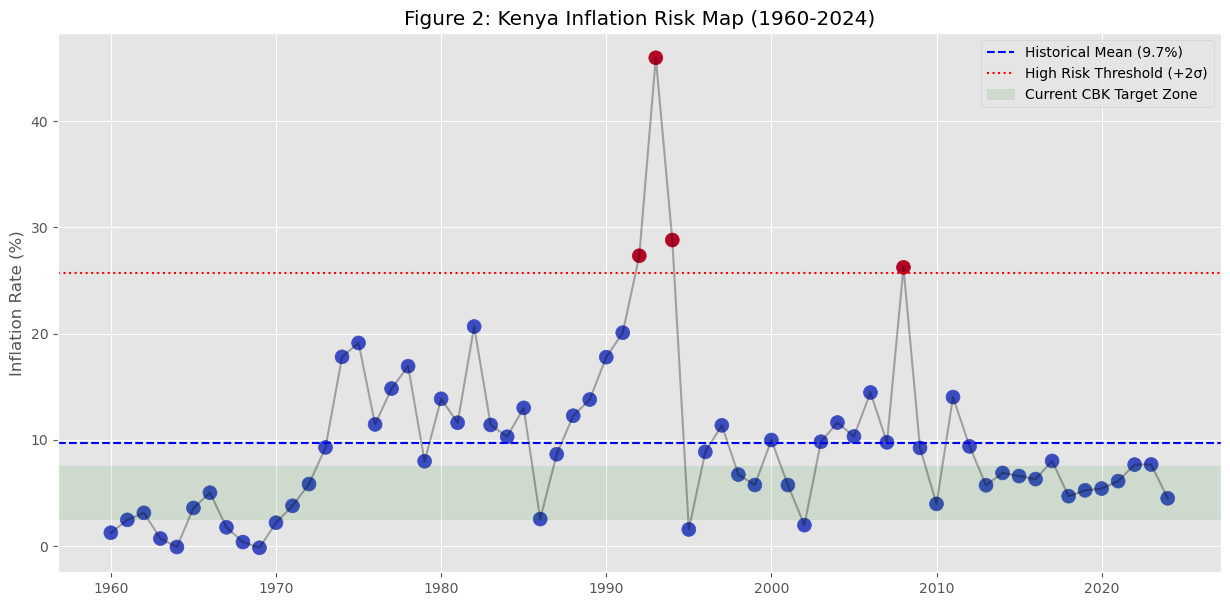 Figure 2: Kenya Inflation Risk Map (1960-2024)
Historical Mean (9.7%)
High Risk Threshold (+2σ)
Current CBK Target Zone
Inflation Rate (%)
40
30
20
10
0
1960 1970 1980 1990 2000 2010 2020